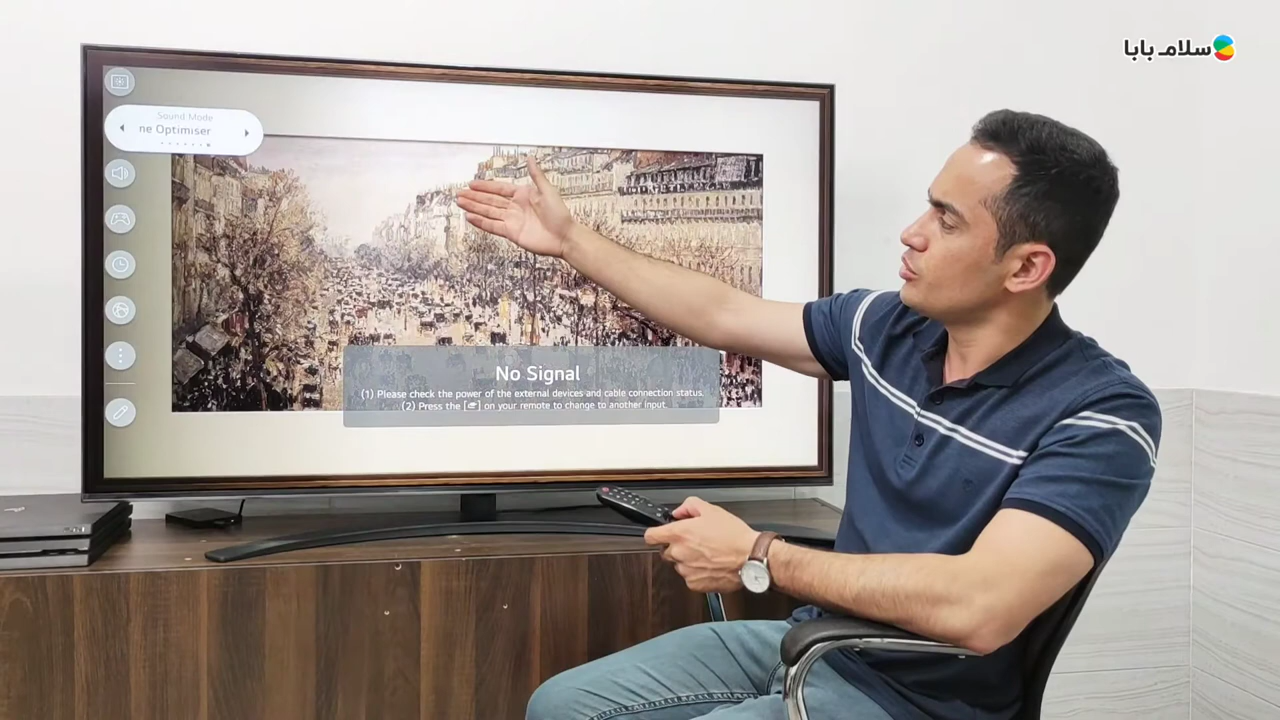 سلام بابا
Sound Mode
ne Optimiser
No Signal
(1) Please check the power of the external devices and cable connection status.
(2) Press the [ ] on your remote to change to another input.